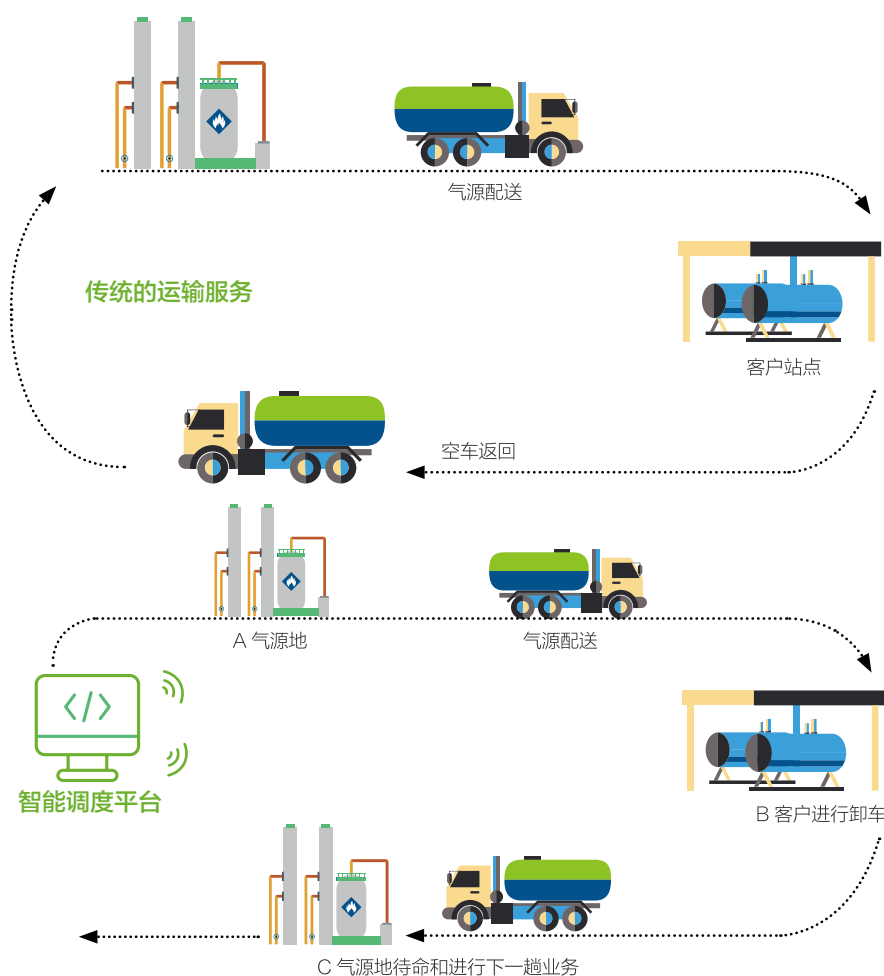 气源配送
传统的运输服务
客户站点
空车返回
A 气源地
气源配送
智能调度平台
B 客户进行卸车
C 气源地待命和进行下一趟业务